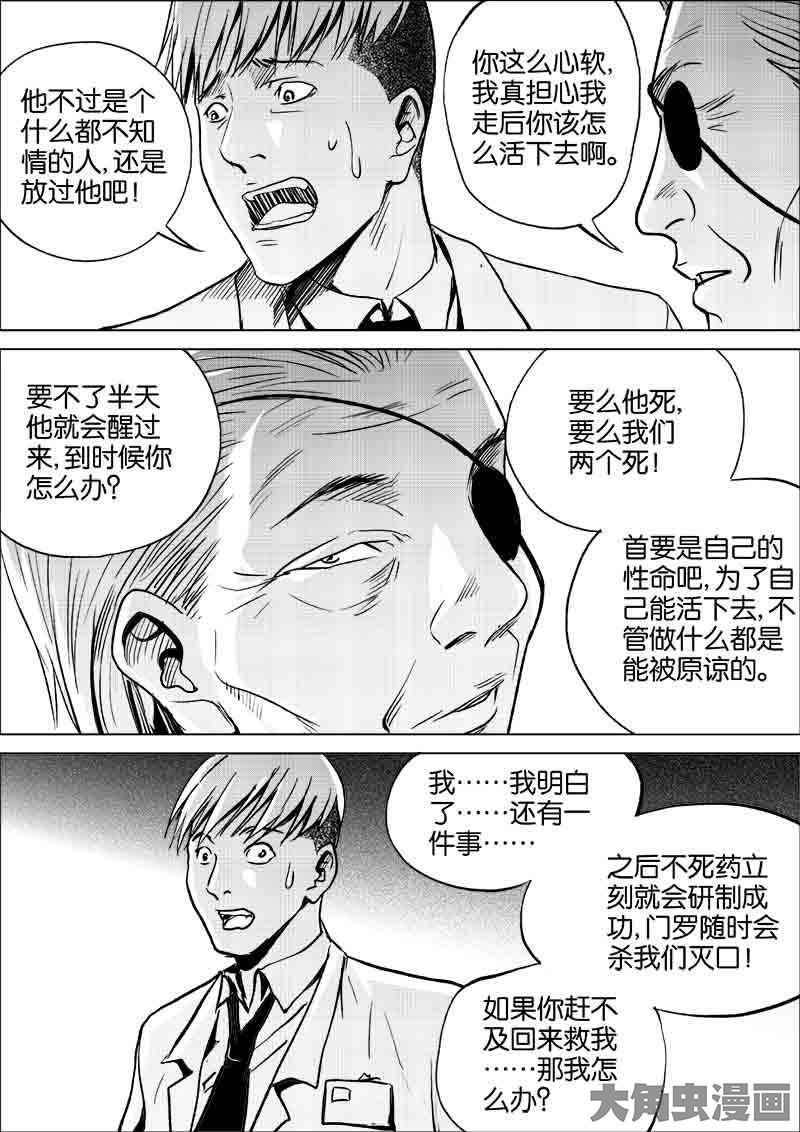 他不过是个
什么都不知
情的人,还是
放过他吧!
你这么心软,
我真担心我
走后你该怎
么活下去啊。
要不了半天
他就会醒过
来,到时候你
怎么办?
要么他死,
要么我们
两个死!
首要是自己的
性命吧,为了自
己能活下去,不
管做什么都是
能被原谅的。
我……我明白
了……还有一
件事……
之后不死药立
刻就会研制成
功,门罗随时会
杀我们灭口!
如果你赶不
及回来救我
……那我怎
么办?
大角虫漫画